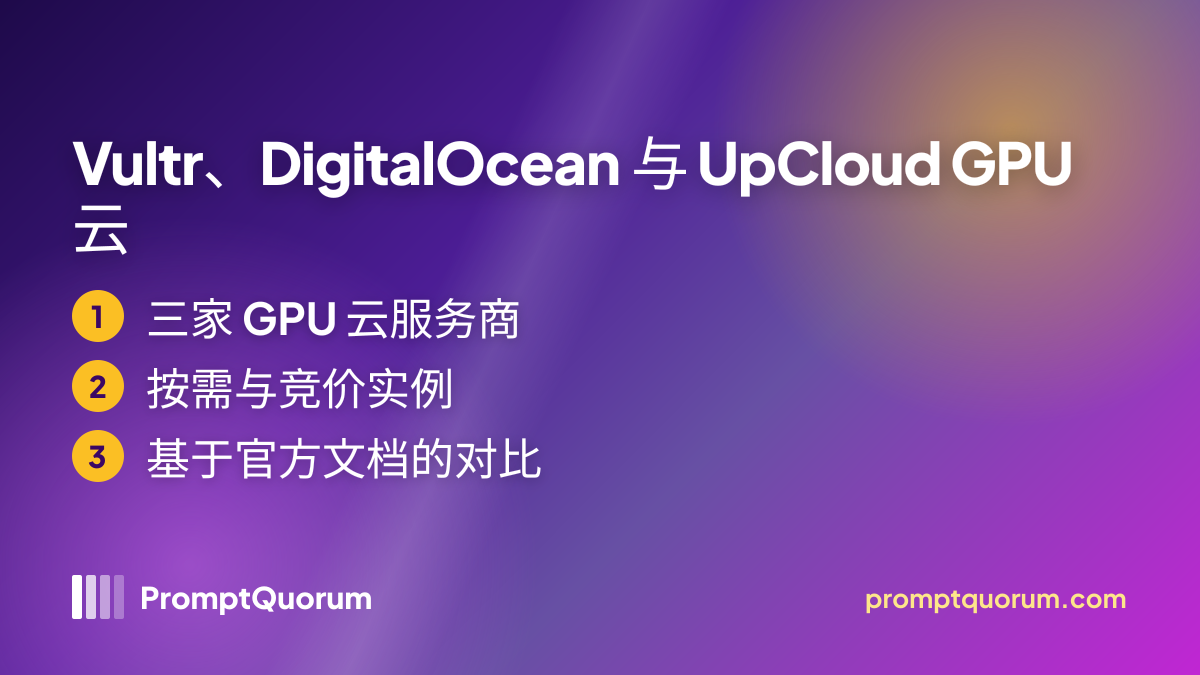 Vultr、DigitalOcean 与 UpCloud GPU
云
1 三家 GPU 云服务商
2 按需与竞价实例
3 基于官方文档的对比
PromptQuorum
promptquorum.com